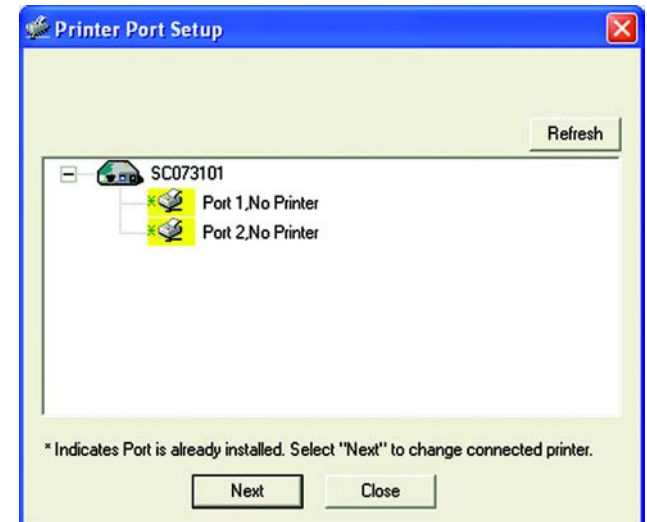 Printer Port Setup
Refresh
SC073101
* Port 1,No Printer
* Port 2,No Printer
* Indicates Port is already installed. Select "Next" to change connected printer.
Next Close